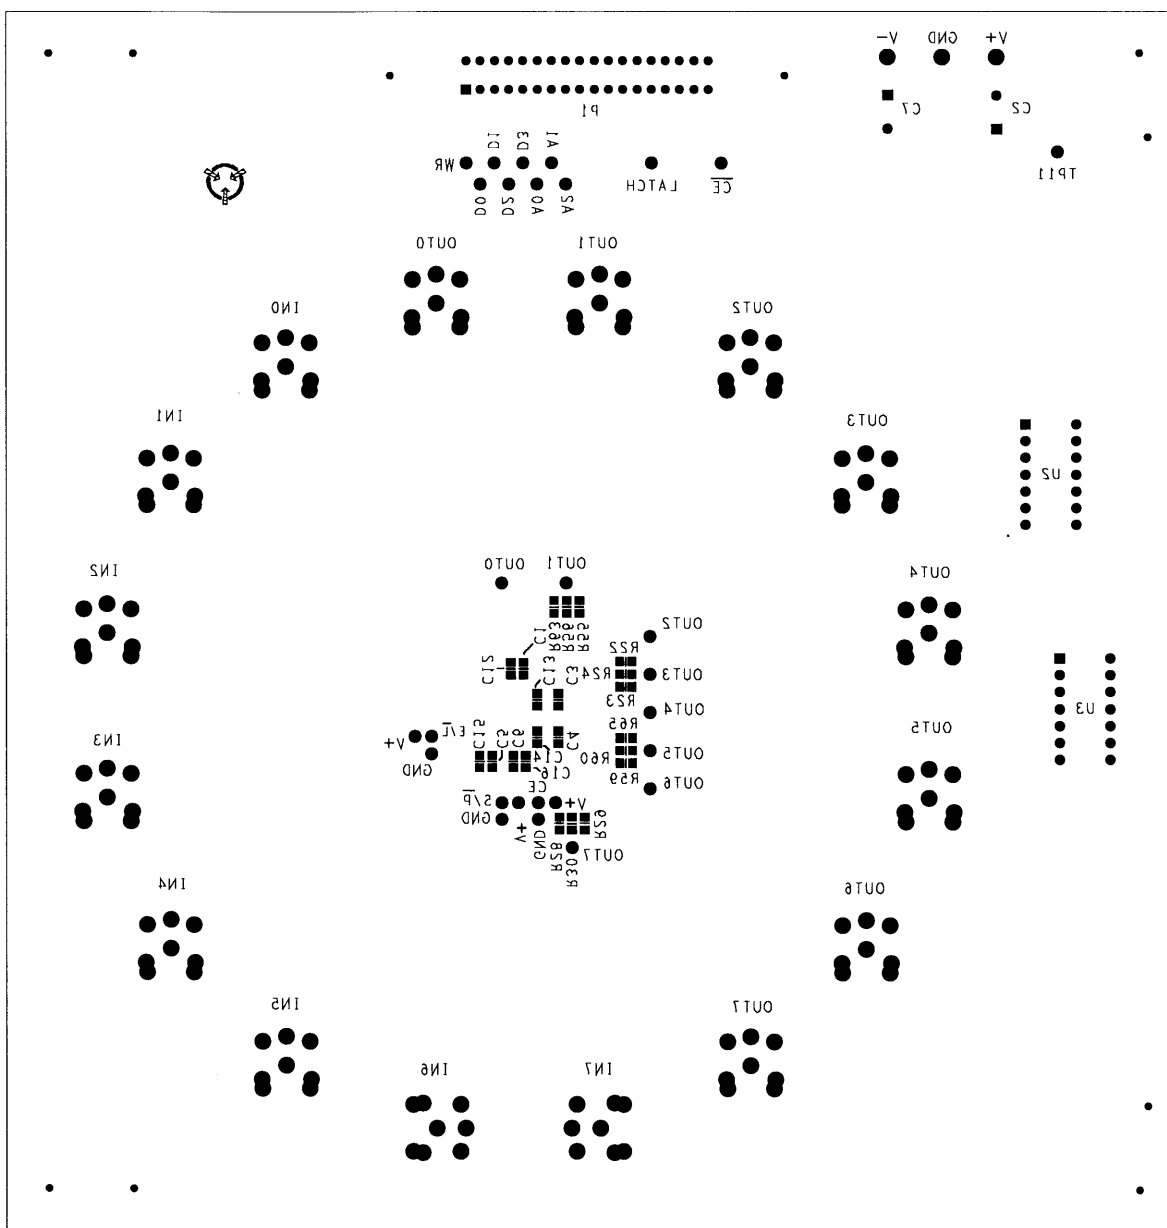 V-
GND
V+
P1
C7
C2
TP11
D1
D3
A1
WR
LATCH
CE
D0
D2
A0
A2
OUT0
OUT1
IN0
OUT2
IN1
OUT3
U2
IN2
OUT0
OUT1
OUT4
R63
R56
R55
OUT2
C1
C12
C13
C3
R22
R24
OUT3
R23
OUT4
U3
IN3
V+
E/L
GND
C15
C5
C6
C14
C4
C16
R65
R60
OUT5
R59
OUT6
OUT5
CE
S/P
V+
GND
V+
GND
R28
R30
R29
OUT7
IN4
OUT6
IN5
OUT7
IN6
IN7